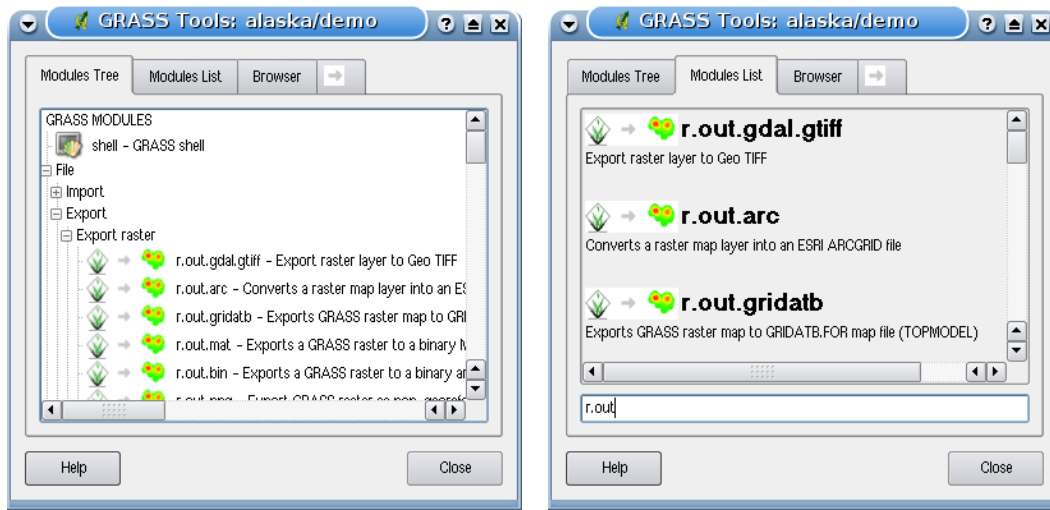 GRASS Tools: alaska/demo
Modules Tree Modules List Browser
GRASS MODULES
shell - GRASS shell
File
Import
Export
Export raster
r.out.gdal.gtiff - Export raster layer to Geo TIFF
r.out.arc - Converts a raster map layer into an
r.out.gridatb - Exports GRASS raster map to
r.out.mat - Exports a GRASS raster to a binary
r.out.bin - Exports a GRASS raster to a binary
Help Close
GRASS Tools: alaska/demo
Modules Tree Modules List Browser
r.out.gdal.gtiff
Export raster layer to Geo TIFF
r.out.arc
Converts a raster map layer into an ESRI ARCGRID file
r.out.gridatb
Exports GRASS raster map to GRIDATB.FOR map file (TOPMODEL)
r.out
Help Close